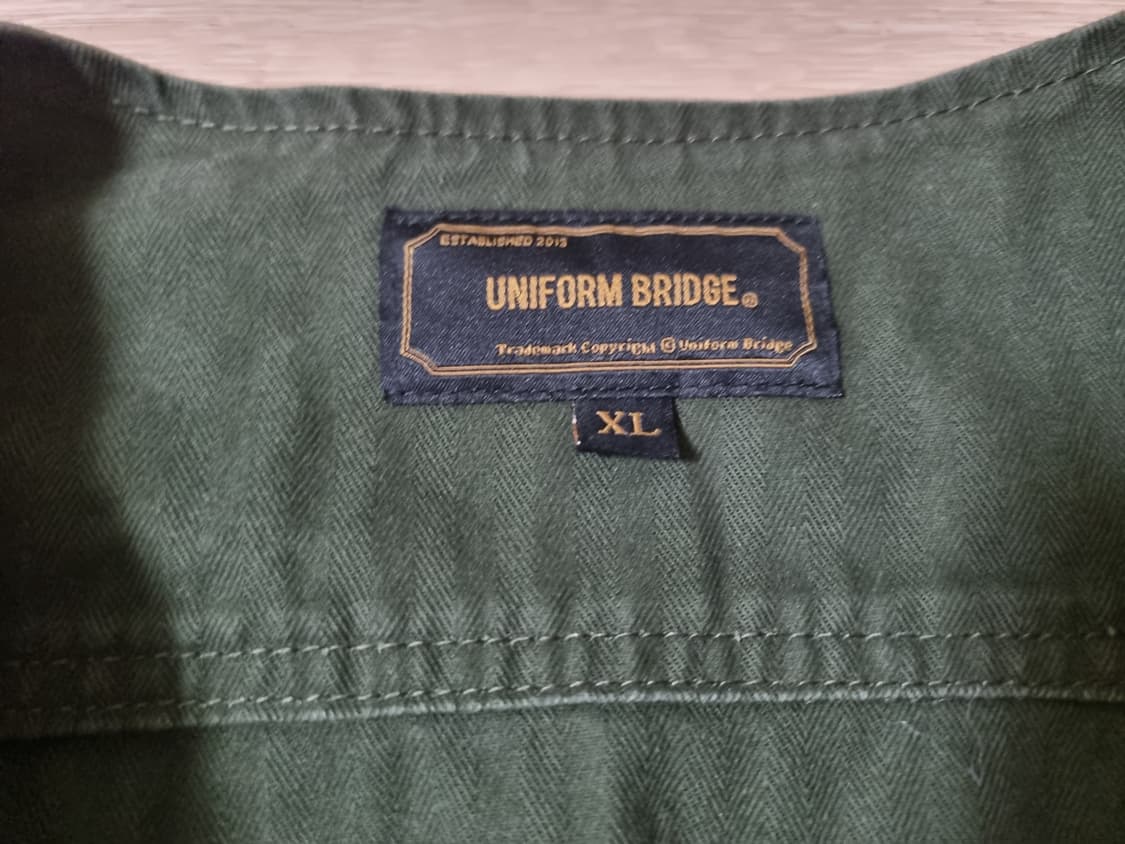 ESTABLISHED 2013
UNIFORM BRIDGE®
Trademark Copyright © Uniform Bridge
XL